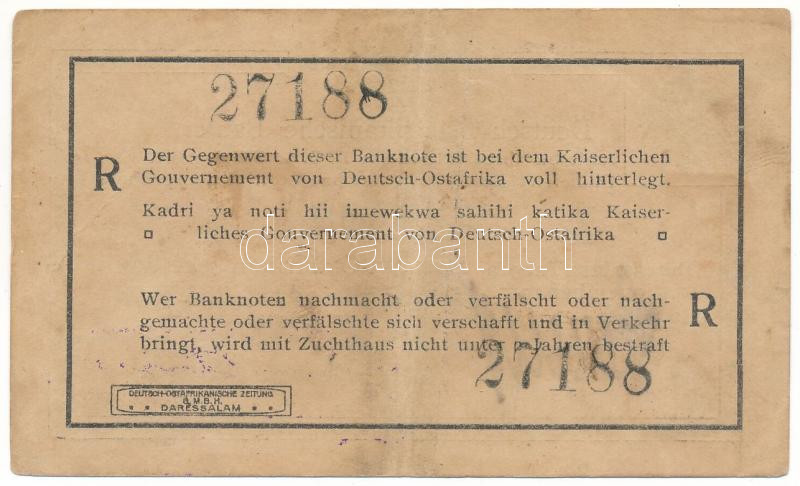 27188
R
Der Gegenwert dieser Banknote ist bei dem Kaiserlichen
Gouvernement von Deutsch-Ostafrika voll hinterlegt.
Kadri ya noti hii imewekwa sahihi katika Kaiser-
liches Gouvernement von Deutsch-Ostafrika
darabanth
Wer Banknoten nachmacht oder verfälscht oder nach-
gemachte oder verfälschte sich verschafft und in Verkehr
bringt, wird mit Zuchthaus nicht unter Jahren bestraft
R
27188
DEUTSCH-OSTAFRIKANISCHE ZEITUNG
G.M.B.H.
DARESSALAM